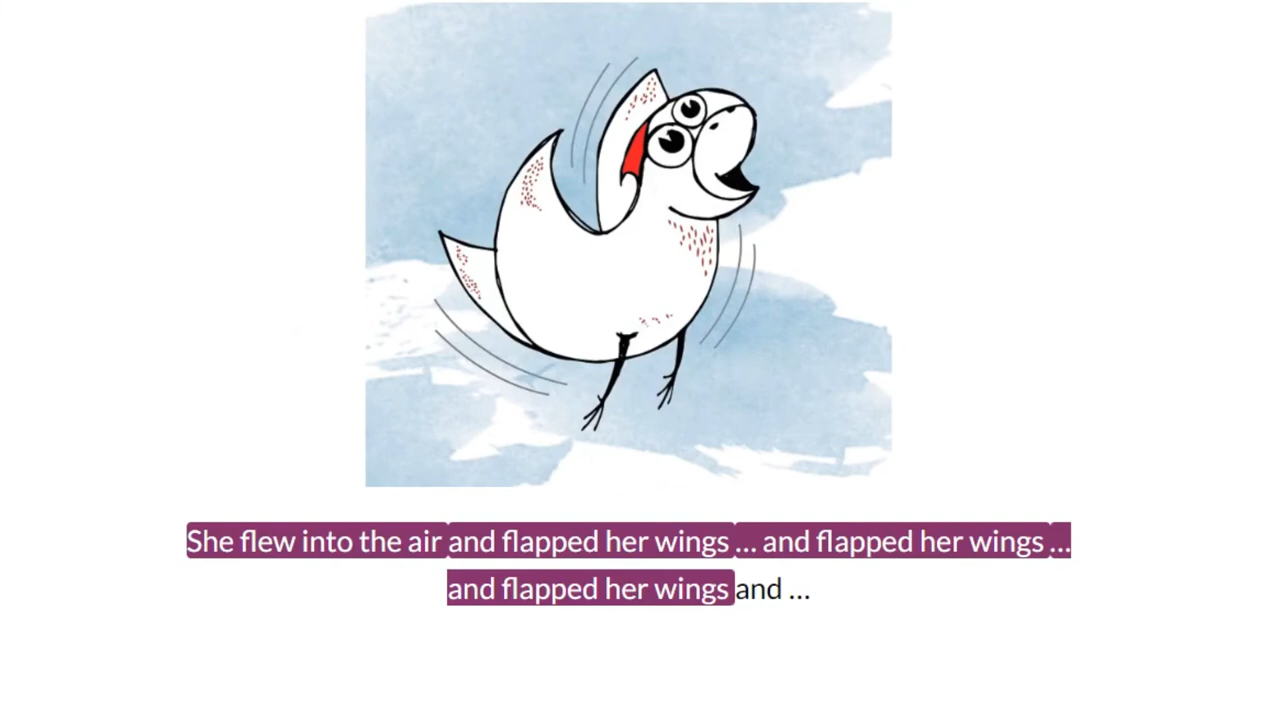 She flew into the air and flapped her wings ... and flapped her wings ...
and flapped her wings and ...